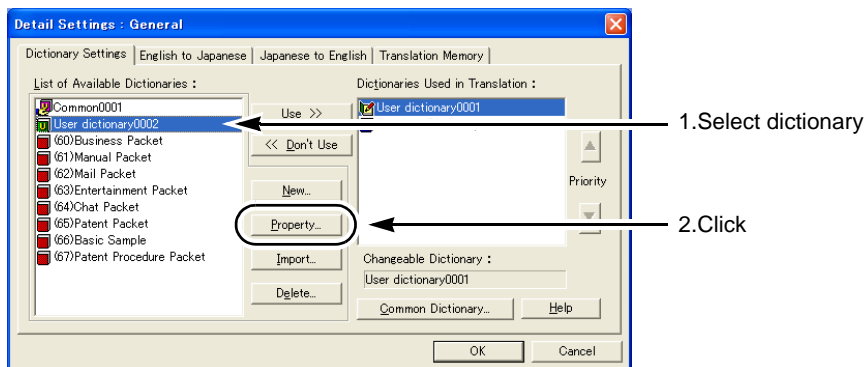 Detail Settings : General
Dictionary Settings English to Japanese Japanese to English Translation Memory
List of Available Dictionaries :
Common0001
User dictionary0002
(60)Business Packet
(61)Manual Packet
(62)Mail Packet
(63)Entertainment Packet
(64)Chat Packet
(65)Patent Packet
(66)Basic Sample
(67)Patent Procedure Packet
Use >>
<< Don't Use
New...
Property...
Import...
Delete...
Dictionaries Used in Translation :
User dictionary0001
Priority
Changeable Dictionary :
User dictionary0001
Common Dictionary... Help
OK Cancel
1.Select dictionary
2.Click